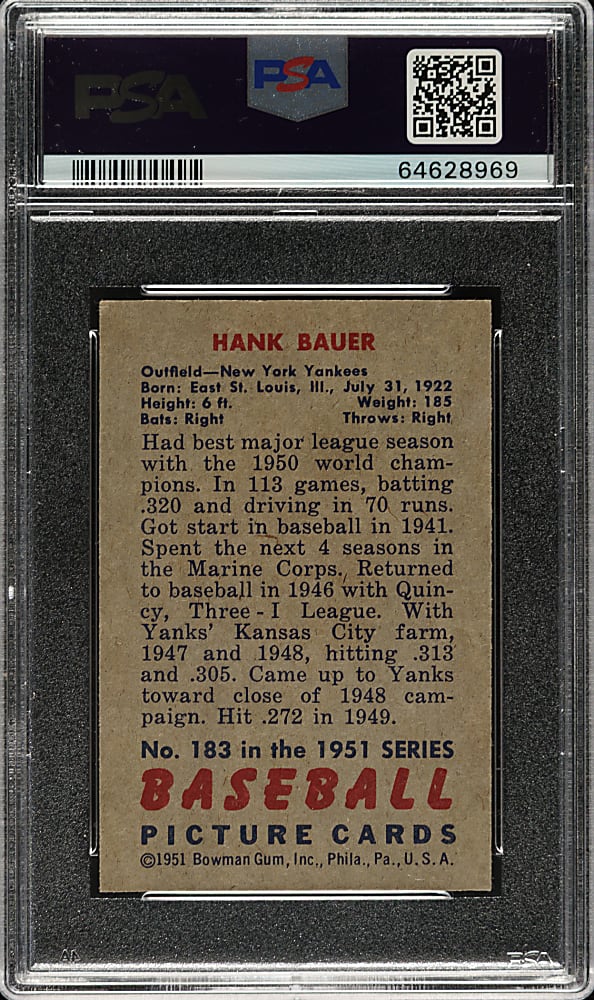 PSA
PSA
64628969
HANK BAUER
Outfield—New York Yankees
Born: East St. Louis, Ill., July 31, 1922
Height: 6 ft. Weight: 185
Bats: Right Throws: Right
Had best major league season
with the 1950 world cham-
pions. In 113 games, batting
.320 and driving in 70 runs.
Got start in baseball in 1941.
Spent the next 4 seasons in
the Marine Corps. Returned
to baseball in 1946 with Quin-
cy, Three-I League. With
Yanks' Kansas City farm,
1947 and 1948, hitting .313
and .305. Came up to Yanks
toward close of 1948 cam-
paign. Hit .272 in 1949.
No. 183 in the 1951 SERIES
BASEBALL
PICTURE CARDS
©1951 Bowman Gum, Inc., Phila., Pa., U.S.A.
PSA